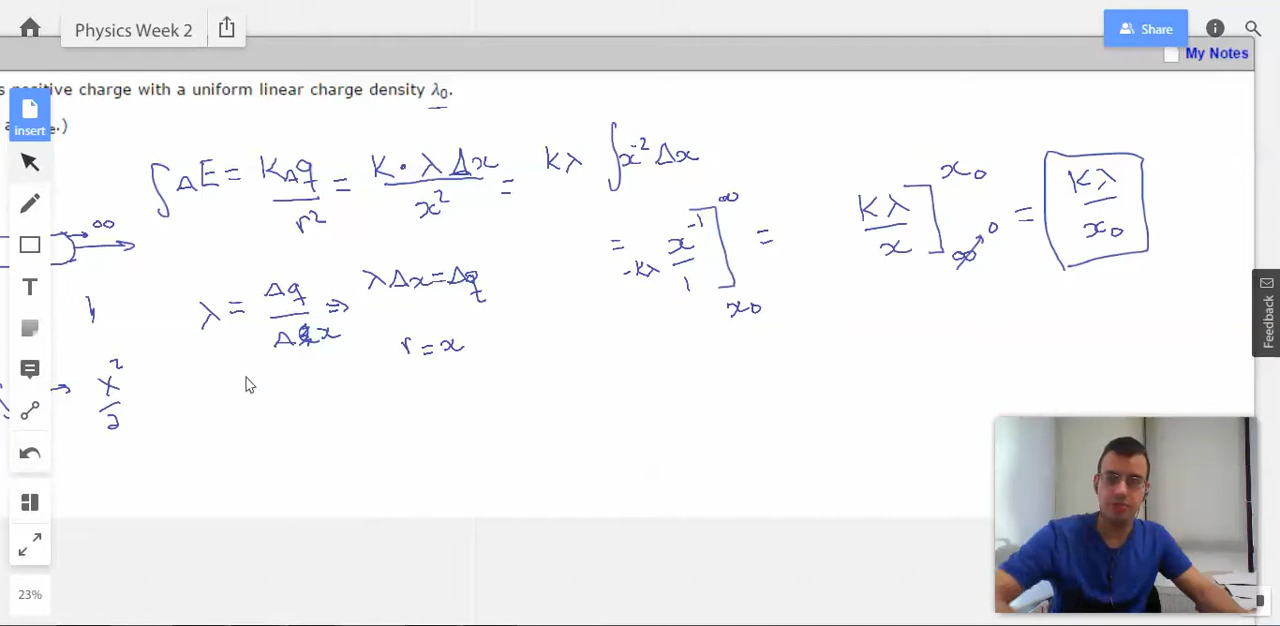 Physics Week 2
Share
My Notes
s positive charge with a uniform linear charge density λ₀.
e.)
insert
∫ΔE = KΔq/r² = K · λΔx/x² = Kλ ∫x⁻² Δx
= -Kλ x⁻¹/1 ]∞ x₀ = Kλ/x ]x₀ ∞ 0 = Kλ/x₀
∞
λ = Δq/Δx ⇒ λΔx = Δq
r = x
→ x²/2
T
23%
Feedback